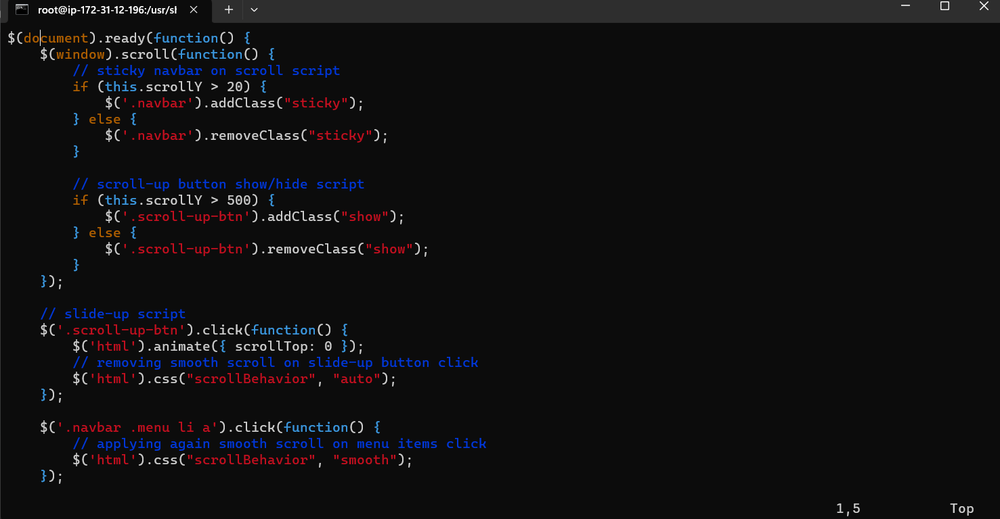 root@ip-172-31-12-196:/usr/sl
$(document).ready(function() {
    $(window).scroll(function() {
        // sticky navbar on scroll script
        if (this.scrollY > 20) {
            $('.navbar').addClass("sticky");
        } else {
            $('.navbar').removeClass("sticky");
        }

        // scroll-up button show/hide script
        if (this.scrollY > 500) {
            $('.scroll-up-btn').addClass("show");
        } else {
            $('.scroll-up-btn').removeClass("show");
        }
    });

    // slide-up script
    $('.scroll-up-btn').click(function() {
        $('html').animate({ scrollTop: 0 });
        // removing smooth scroll on slide-up button click
        $('html').css("scrollBehavior", "auto");
    });

    $('.navbar .menu li a').click(function() {
        // applying again smooth scroll on menu items click
        $('html').css("scrollBehavior", "smooth");
    });
1,5 Top